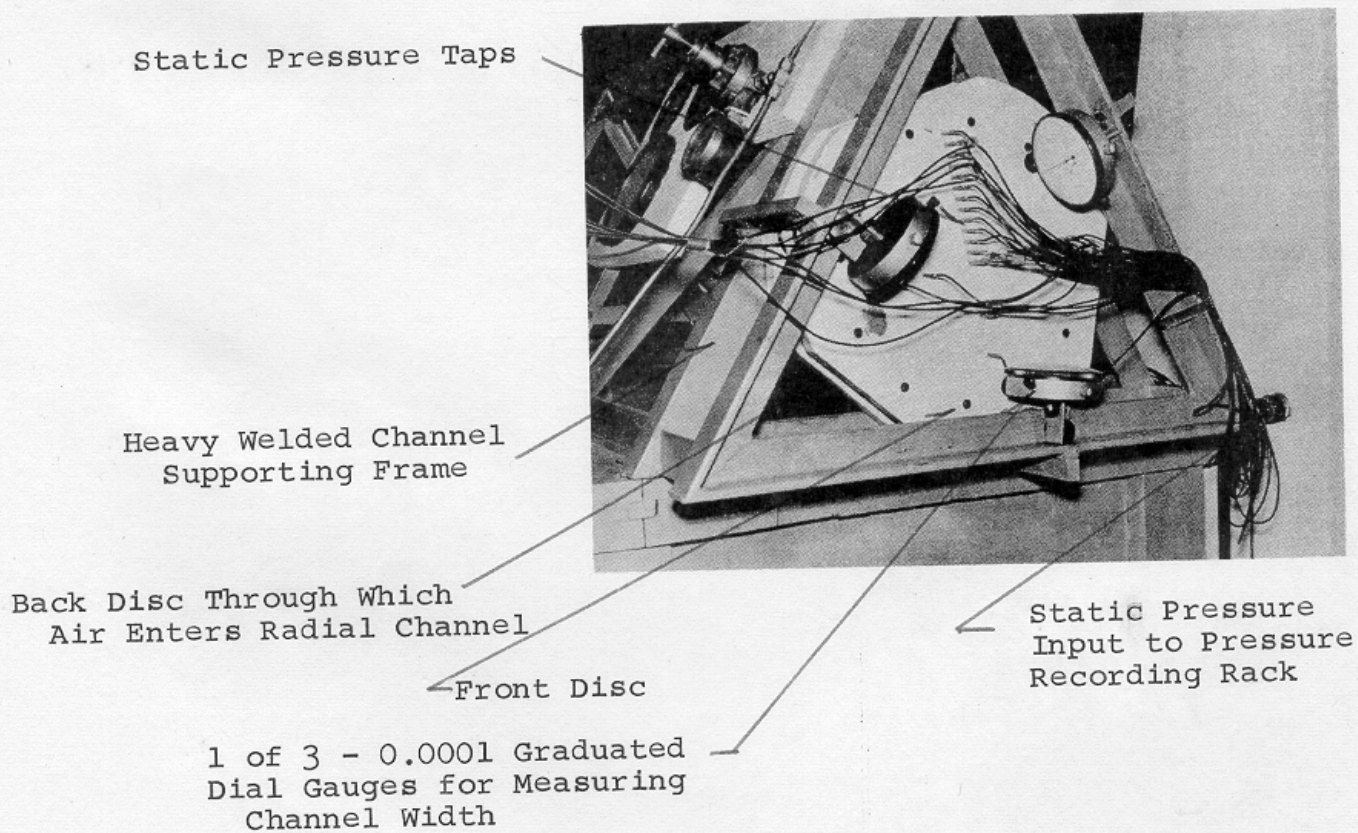 Static Pressure Taps
Heavy Welded Channel
Supporting Frame
Back Disc Through Which
Air Enters Radial Channel
Front Disc
1 of 3 - 0.0001 Graduated
Dial Gauges for Measuring
Channel Width
Static Pressure
Input to Pressure
Recording Rack